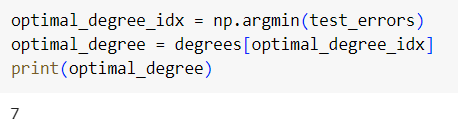 optimal_degree_idx = np.argmin(test_errors)
optimal_degree = degrees[optimal_degree_idx]
print(optimal_degree)
7